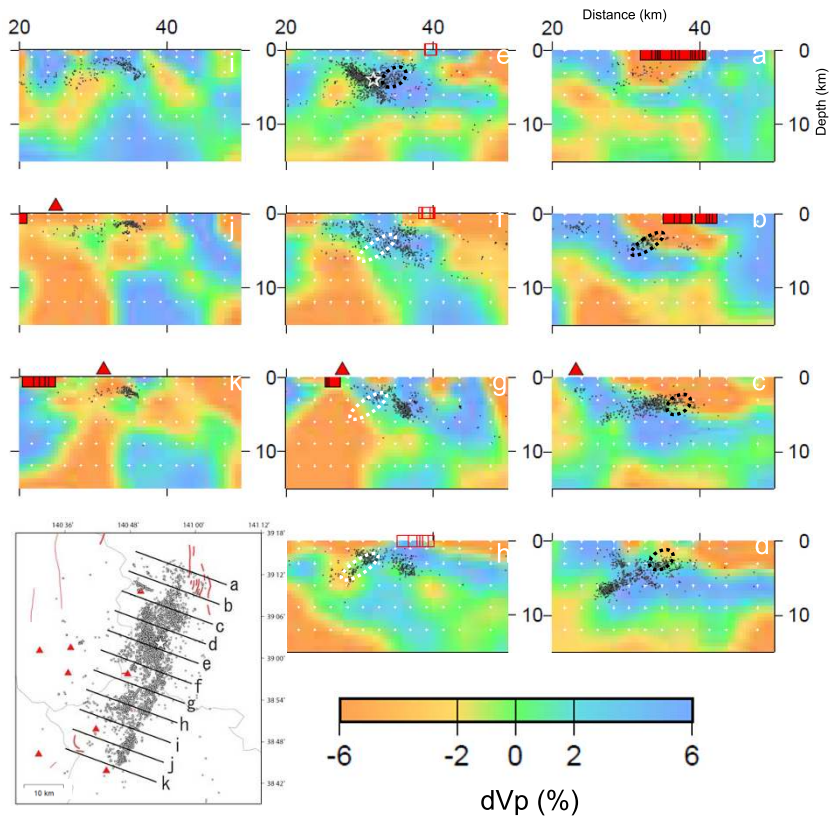 Distance (km)
20 40 20 40 20 40
i 0 e 0 a 0
10 10 10
Depth (km)
j 0 f 0 b 0
10 10 10
k 0 g 0 c 0
10 10 10
h 0 d 0
10 10
140 36' 140 48' 141 00' 141 12'
39 18'
39 12'
39 06'
39 00'
38 54'
38 48'
38 42'
a
b
c
d
e
f
g
h
i
j
k
10 km
-6 -2 0 2 6
dVp (%)